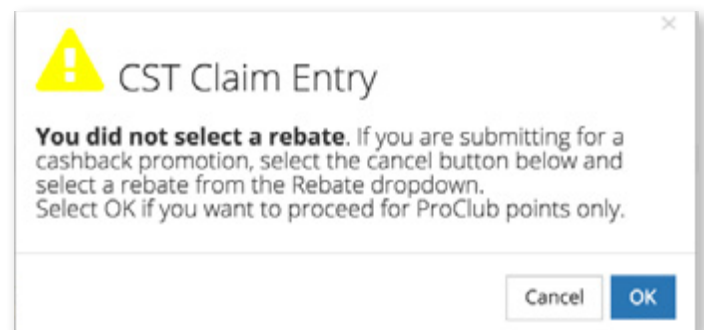 CST Claim Entry
You did not select a rebate. If you are submitting for a
cashback promotion, select the cancel button below and
select a rebate from the Rebate dropdown.
Select OK if you want to proceed for ProClub points only.
Cancel OK